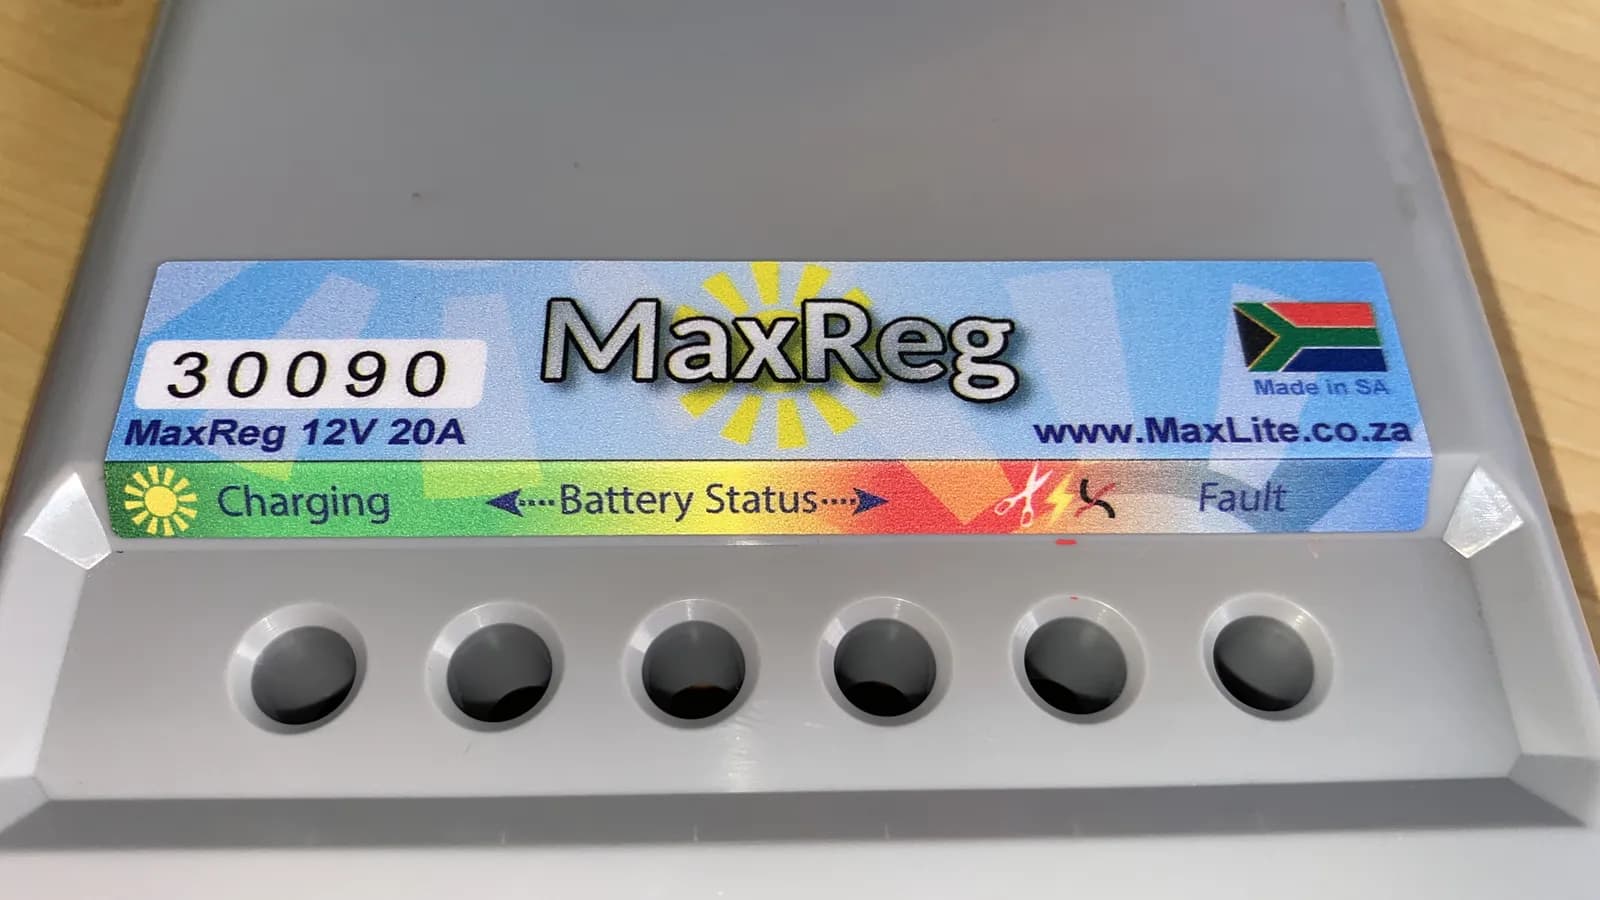 MaxReg
30090
Made in SA
MaxReg 12V 20A
www.MaxLite.co.za
Charging
Battery Status
Fault